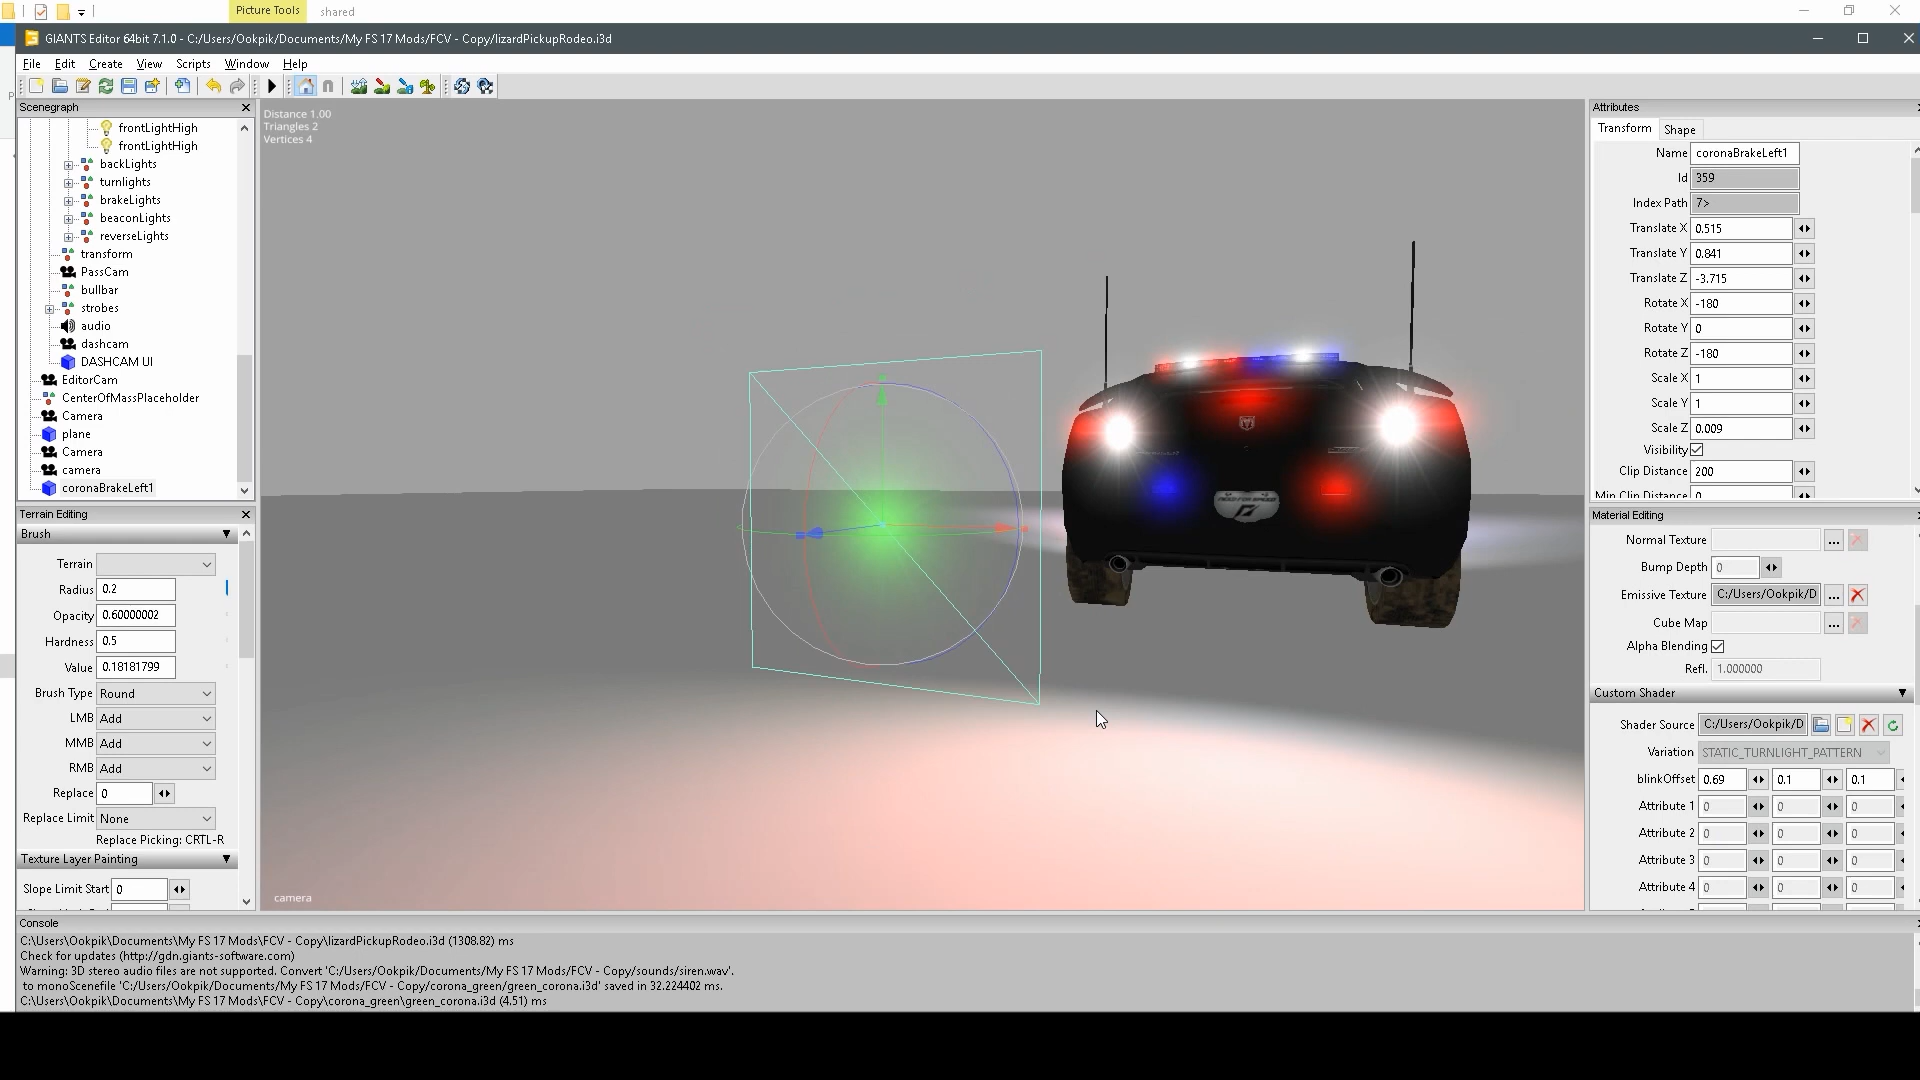 Picture Tools
shared
GIANTS Editor 64bit 7.1.0 - C:/Users/Ookpik/Documents/My FS 17 Mods/FCV - Copy/lizardPickupRodeo.i3d
File Edit Create View Scripts Window Help
Scenegraph
frontLightHigh
frontLightHigh
backLights
turnlights
brakeLights
beaconLights
reverseLights
transform
PassCam
bullbar
strobes
audio
dashcam
DASHCAM UI
EditorCam
CenterOfMassPlaceholder
Camera
plane
Camera
camera
coronaBrakeLeft1
Terrain Editing
Brush
Terrain
Radius 0.2
Opacity 0.60000002
Hardness 0.5
Value 0.18181799
Brush Type Round
LMB Add
MMB Add
RMB Add
Replace 0
Replace Limit None
Replace Picking: CRTL-R
Texture Layer Painting
Slope Limit Start 0
Distance 1.00
Triangles 2
Vertices 4
camera
Attributes
Transform Shape
Name coronaBrakeLeft1
Id 359
Index Path 7>
Translate X 0.515
Translate Y 0.841
Translate Z -3.715
Rotate X -180
Rotate Y 0
Rotate Z -180
Scale X 1
Scale Y 1
Scale Z 0.009
Visibility
Clip Distance 200
Min Clip Distance 0
Material Editing
Normal Texture ...
Bump Depth 0
Emissive Texture C:/Users/Ookpik/D ...
Cube Map ...
Alpha Blending
Refl. 1.000000
Custom Shader
Shader Source C:/Users/Ookpik/D
Variation STATIC_TURNLIGHT_PATTERN
blinkOffset 0.69 0.1 0.1
Attribute 1 0 0 0
Attribute 2 0 0 0
Attribute 3 0 0 0
Attribute 4 0 0 0
Console
C:\Users\Ookpik\Documents\My FS 17 Mods\FCV - Copy\lizardPickupRodeo.i3d (1308.82) ms
Check for updates (http://gdn.giants-software.com)
Warning: 3D stereo audio files are not supported. Convert 'C:/Users/Ookpik/Documents/My FS 17 Mods/FCV - Copy/sounds/siren.wav'.
to monoScenefile 'C:/Users/Ookpik/Documents/My FS 17 Mods/FCV - Copy/corona_green/green_corona.i3d' saved in 32.224402 ms.
C:\Users\Ookpik\Documents\My FS 17 Mods\FCV - Copy\corona_green\green_corona.i3d (4.51) ms